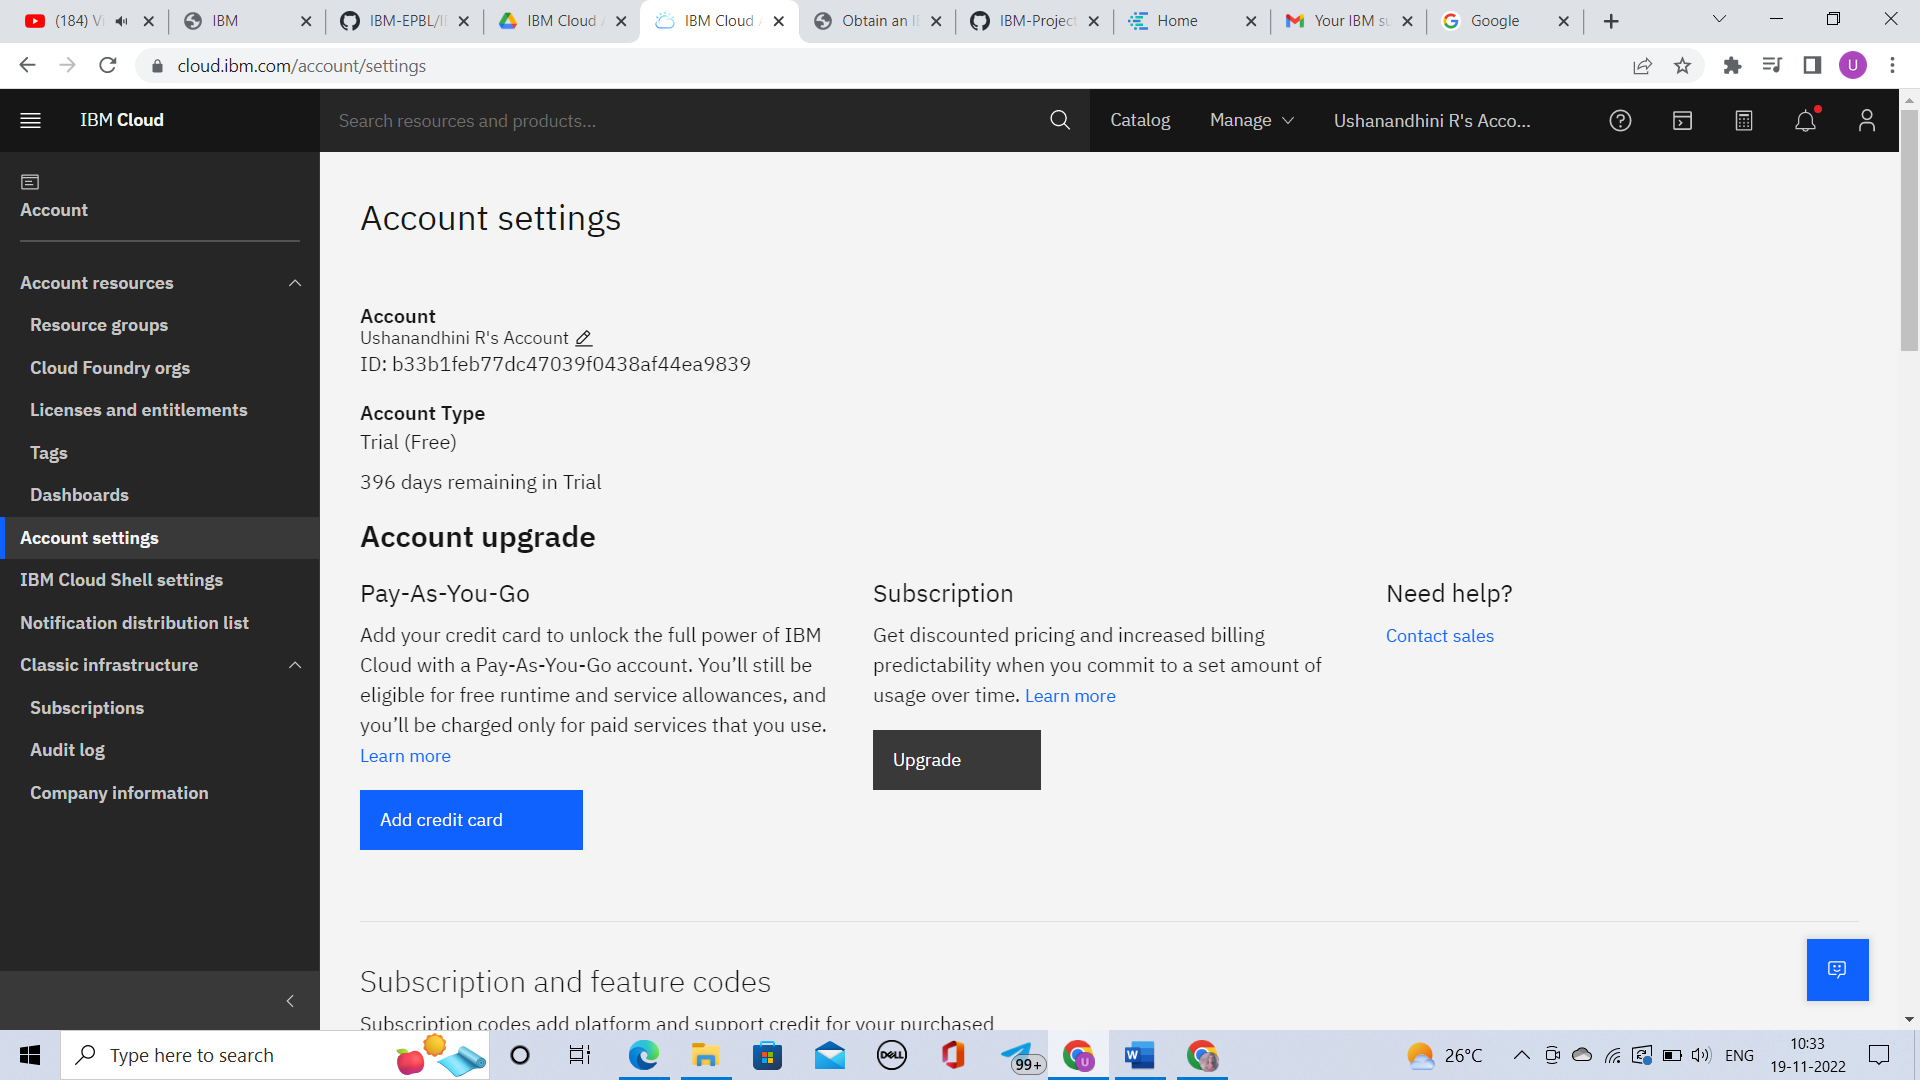 (184) Vi
IBM
IBM-EPBL/I
IBM Cloud A
IBM Cloud A
Obtain an I
IBM-Project
Home
Your IBM su
Google
cloud.ibm.com/account/settings
U
IBM Cloud
Search resources and products...
Catalog
Manage
Ushanandhini R's Acco...
Account
Account resources
Resource groups
Cloud Foundry orgs
Licenses and entitlements
Tags
Dashboards
Account settings
IBM Cloud Shell settings
Notification distribution list
Classic infrastructure
Subscriptions
Audit log
Company information
Account settings
Account
Ushanandhini R's Account
ID: b33b1feb77dc47039f0438af44ea9839
Account Type
Trial (Free)
396 days remaining in Trial
Account upgrade
Pay-As-You-Go
Add your credit card to unlock the full power of IBM
Cloud with a Pay-As-You-Go account. You’ll still be
eligible for free runtime and service allowances, and
you’ll be charged only for paid services that you use.
Learn more
Add credit card
Subscription
Get discounted pricing and increased billing
predictability when you commit to a set amount of
usage over time. Learn more
Upgrade
Need help?
Contact sales
Subscription and feature codes
Subscription codes add platform and support credit for your purchased
Type here to search
DELL
99+
U
W
26°C
ENG
10:33
19-11-2022